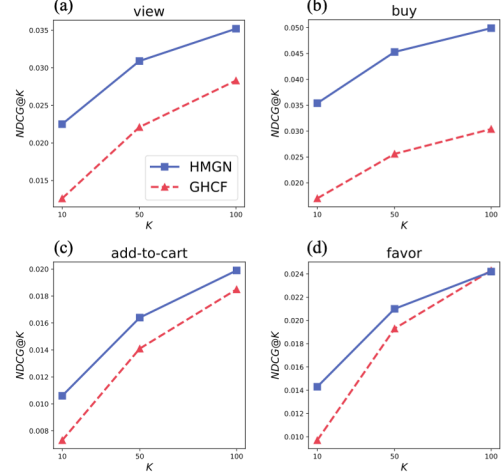 (a)
view
0.035
0.030
0.025
0.020
0.015
NDCG@K
10
50
100
K
HMGN
GHCF
(b)
buy
0.050
0.045
0.040
0.035
0.030
0.025
0.020
NDCG@K
10
50
100
K
(c)
add-to-cart
0.020
0.018
0.016
0.014
0.012
0.010
0.008
NDCG@K
10
50
100
K
(d)
favor
0.024
0.022
0.020
0.018
0.016
0.014
0.012
0.010
NDCG@K
10
50
100
K